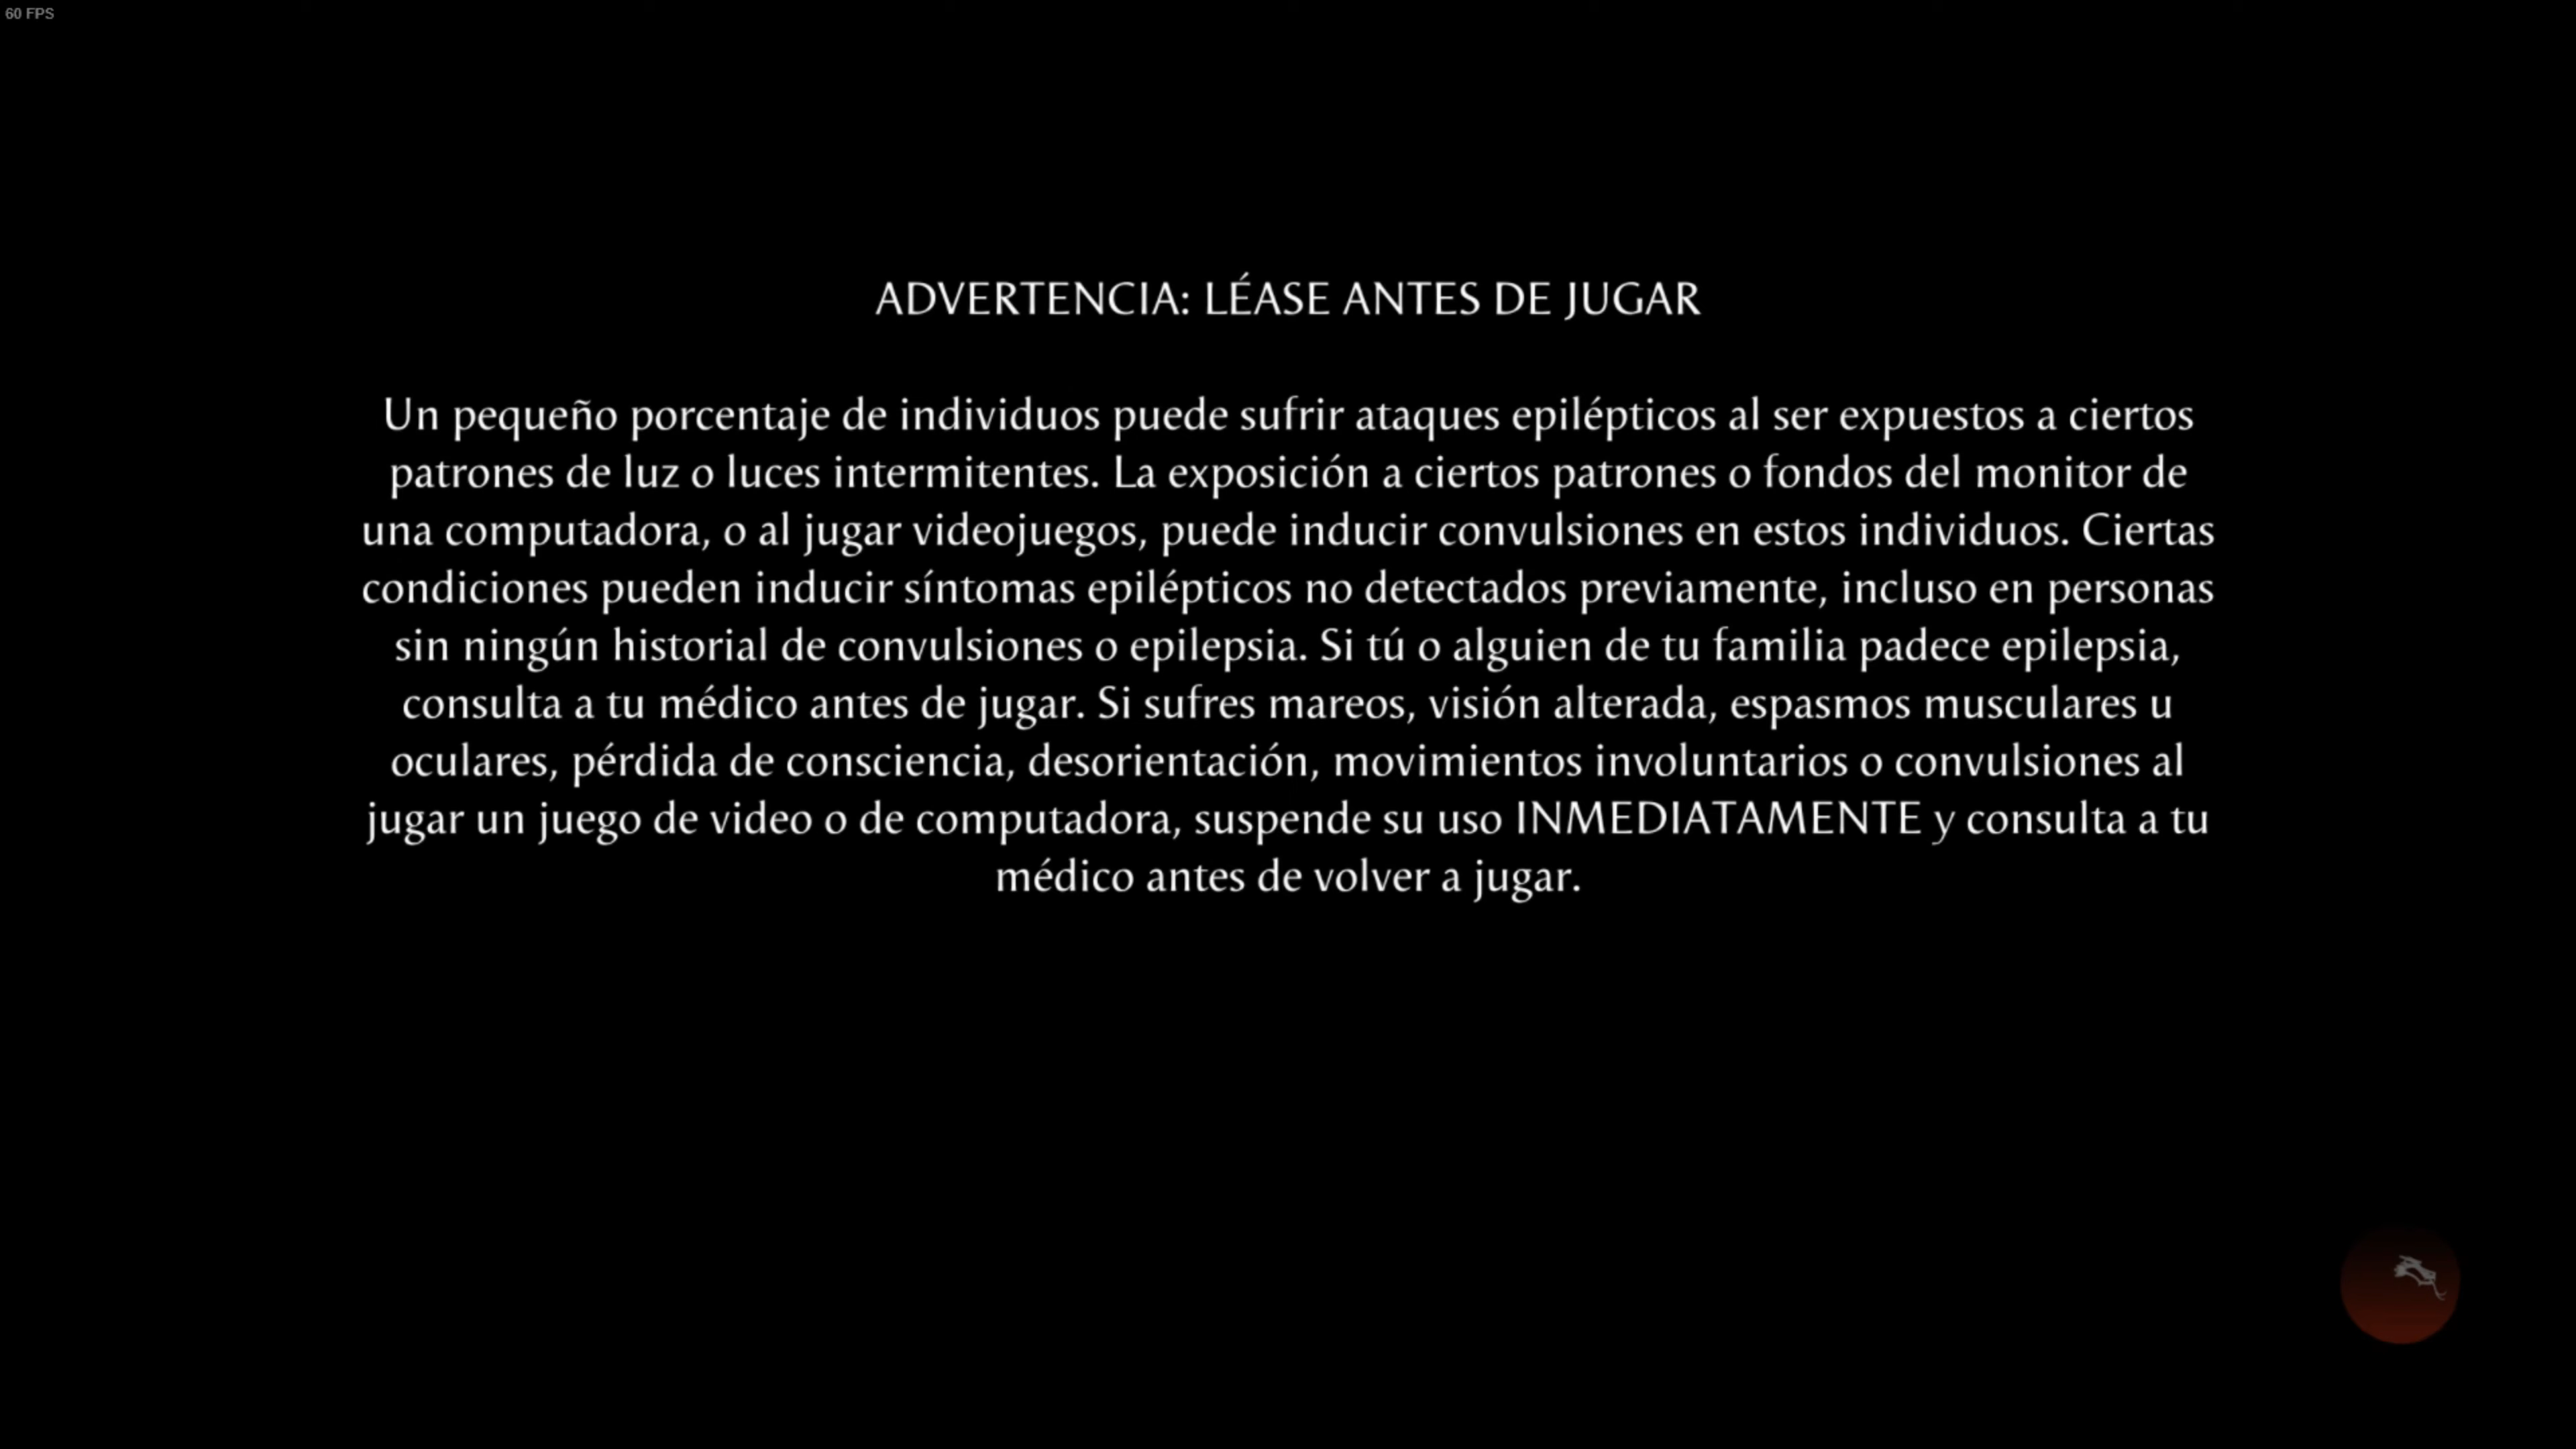 60 FPS
ADVERTENCIA: LÉASE ANTES DE JUGAR
Un pequeño porcentaje de individuos puede sufrir ataques epilépticos al ser expuestos a ciertos
patrones de luz o luces intermitentes. La exposición a ciertos patrones o fondos del monitor de
una computadora, o al jugar videojuegos, puede inducir convulsiones en estos individuos. Ciertas
condiciones pueden inducir síntomas epilépticos no detectados previamente, incluso en personas
sin ningún historial de convulsiones o epilepsia. Si tú o alguien de tu familia padece epilepsia,
consulta a tu médico antes de jugar. Si sufres mareos, visión alterada, espasmos musculares u
oculares, pérdida de consciencia, desorientación, movimientos involuntarios o convulsiones al
jugar un juego de video o de computadora, suspende su uso INMEDIATAMENTE y consulta a tu
médico antes de volver a jugar.